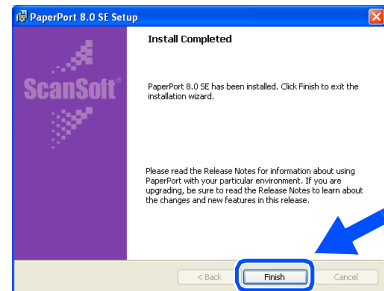 PaperPort 8.0 SE Setup
Install Completed
ScanSoft®
PaperPort 8.0 SE has been installed. Click Finish to exit the
installation wizard.
Please read the Release Notes for information about using
PaperPort with your particular environment. If you are
upgrading, be sure to read the Release Notes to learn about
the changes and new features in this release.
< Back Finish Cancel